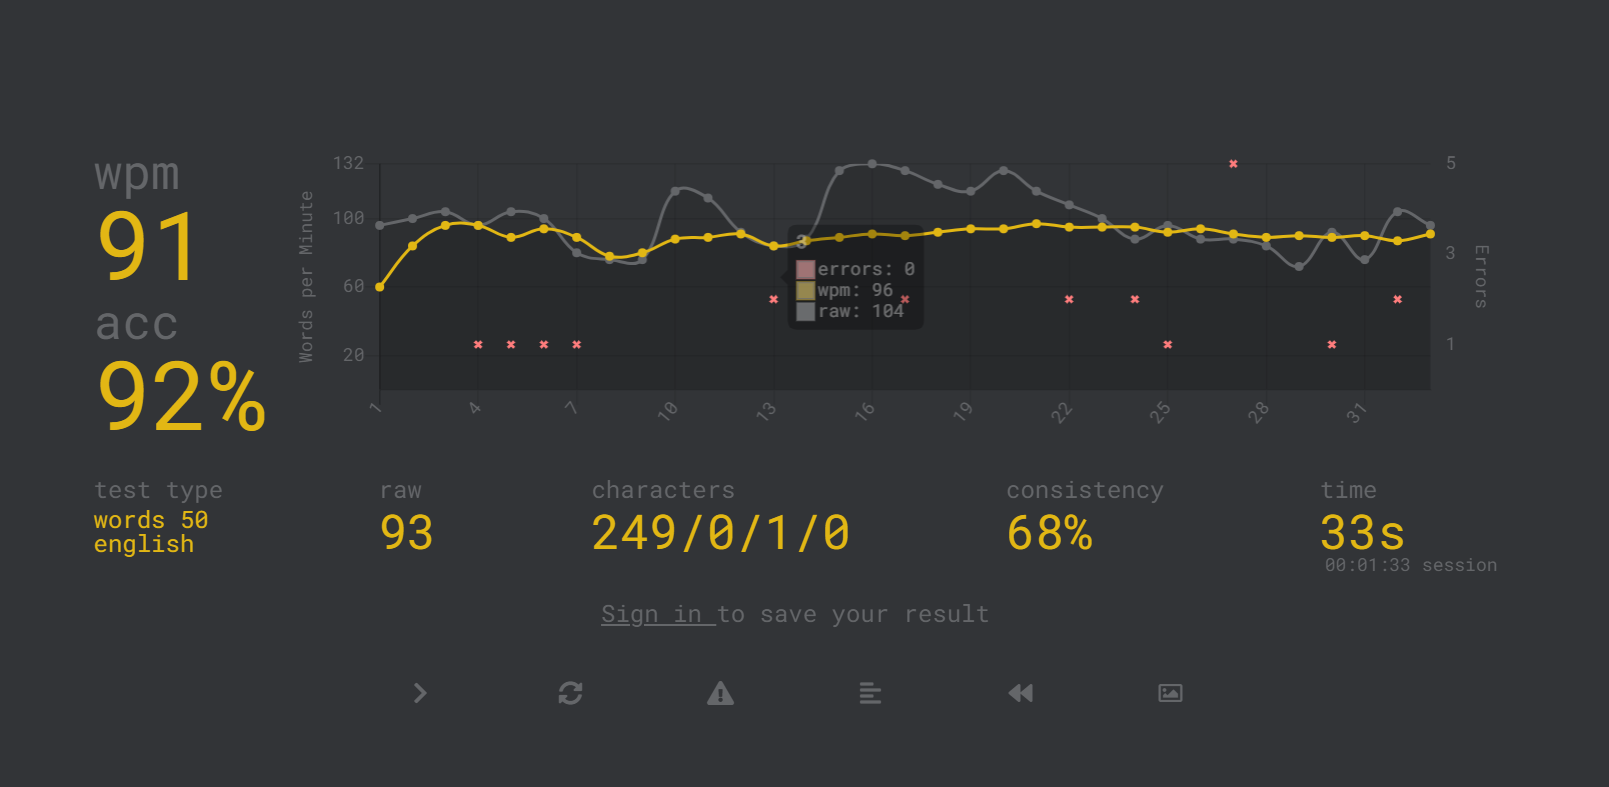 wpm
91
acc
92%
132
100
60
20
Words per Minute
5
3
1
Errors
3
errors: 0
wpm: 96
raw: 104
1
4
7
10
13
16
19
22
25
28
31
test type
words 50
english
raw
93
characters
249/0/1/0
consistency
68%
time
33s
00:01:33 session
Sign in to save your result